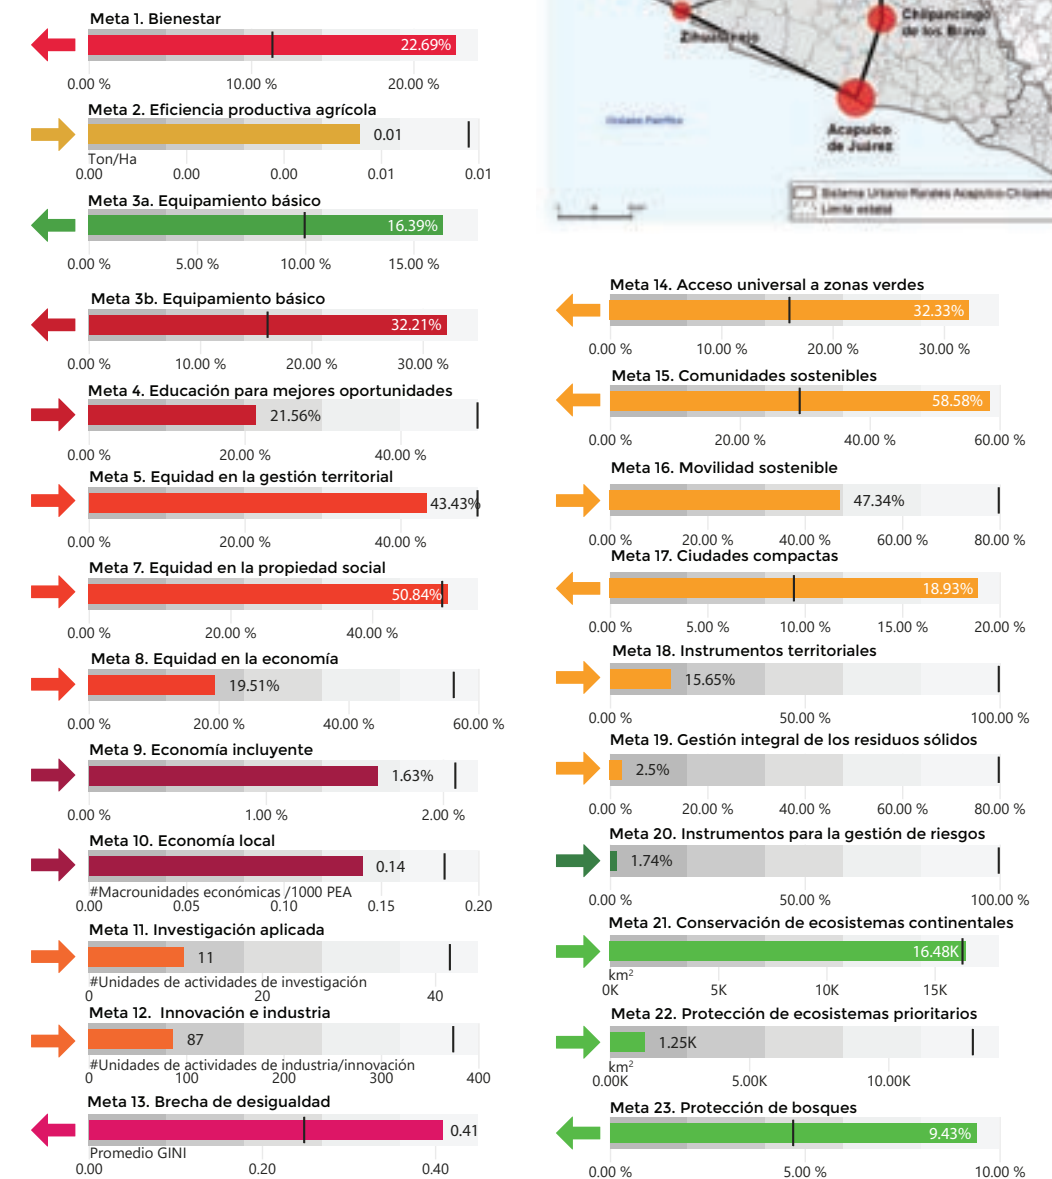 Meta 1. Bienestar
22.69%
0.00 % 10.00 % 20.00 %
Meta 2. Eficiencia productiva agrícola
0.01
Ton/Ha
0.00 0.00 0.00 0.01 0.01
Meta 3a. Equipamiento básico
16.39%
0.00 % 5.00 % 10.00 % 15.00 %
Meta 3b. Equipamiento básico
32.21%
0.00 % 10.00 % 20.00 % 30.00 %
Meta 4. Educación para mejores oportunidades
21.56%
0.00 % 20.00 % 40.00 %
Meta 5. Equidad en la gestión territorial
43.43%
0.00 % 20.00 % 40.00 %
Meta 7. Equidad en la propiedad social
50.84%
0.00 % 20.00 % 40.00 %
Meta 8. Equidad en la economía
19.51%
0.00 % 20.00 % 40.00 % 60.00 %
Meta 9. Economía incluyente
1.63%
0.00 % 1.00 % 2.00 %
Meta 10. Economía local
0.14
#Macrounidades económicas /1000 PEA
0.00 0.05 0.10 0.15 0.20
Meta 11. Investigación aplicada
11
#Unidades de actividades de investigación
0 20 40
Meta 12. Innovación e industria
87
#Unidades de actividades de industria/innovación
0 100 200 300 400
Meta 13. Brecha de desigualdad
0.41
Promedio GINI
0.00 0.20 0.40
Chilpancingo
de los Bravo
Zihuatanejo
Océano Pacífico
Acapulco
de Juárez
Sistema Urbano Rurales Acapulco-Chilpanc
Límite estatal
Meta 14. Acceso universal a zonas verdes
32.33%
0.00 % 10.00 % 20.00 % 30.00 %
Meta 15. Comunidades sostenibles
58.58%
0.00 % 20.00 % 40.00 % 60.00 %
Meta 16. Movilidad sostenible
47.34%
0.00 % 20.00 % 40.00 % 60.00 % 80.00 %
Meta 17. Ciudades compactas
18.93%
0.00 % 5.00 % 10.00 % 15.00 % 20.00 %
Meta 18. Instrumentos territoriales
15.65%
0.00 % 50.00 % 100.00 %
Meta 19. Gestión integral de los residuos sólidos
2.5%
0.00 % 20.00 % 40.00 % 60.00 % 80.00 %
Meta 20. Instrumentos para la gestión de riesgos
1.74%
0.00 % 50.00 % 100.00 %
Meta 21. Conservación de ecosistemas continentales
16.48K
km²
0K 5K 10K 15K
Meta 22. Protección de ecosistemas prioritarios
1.25K
km²
0.00K 5.00K 10.00K
Meta 23. Protección de bosques
9.43%
0.00 % 5.00 % 10.00 %